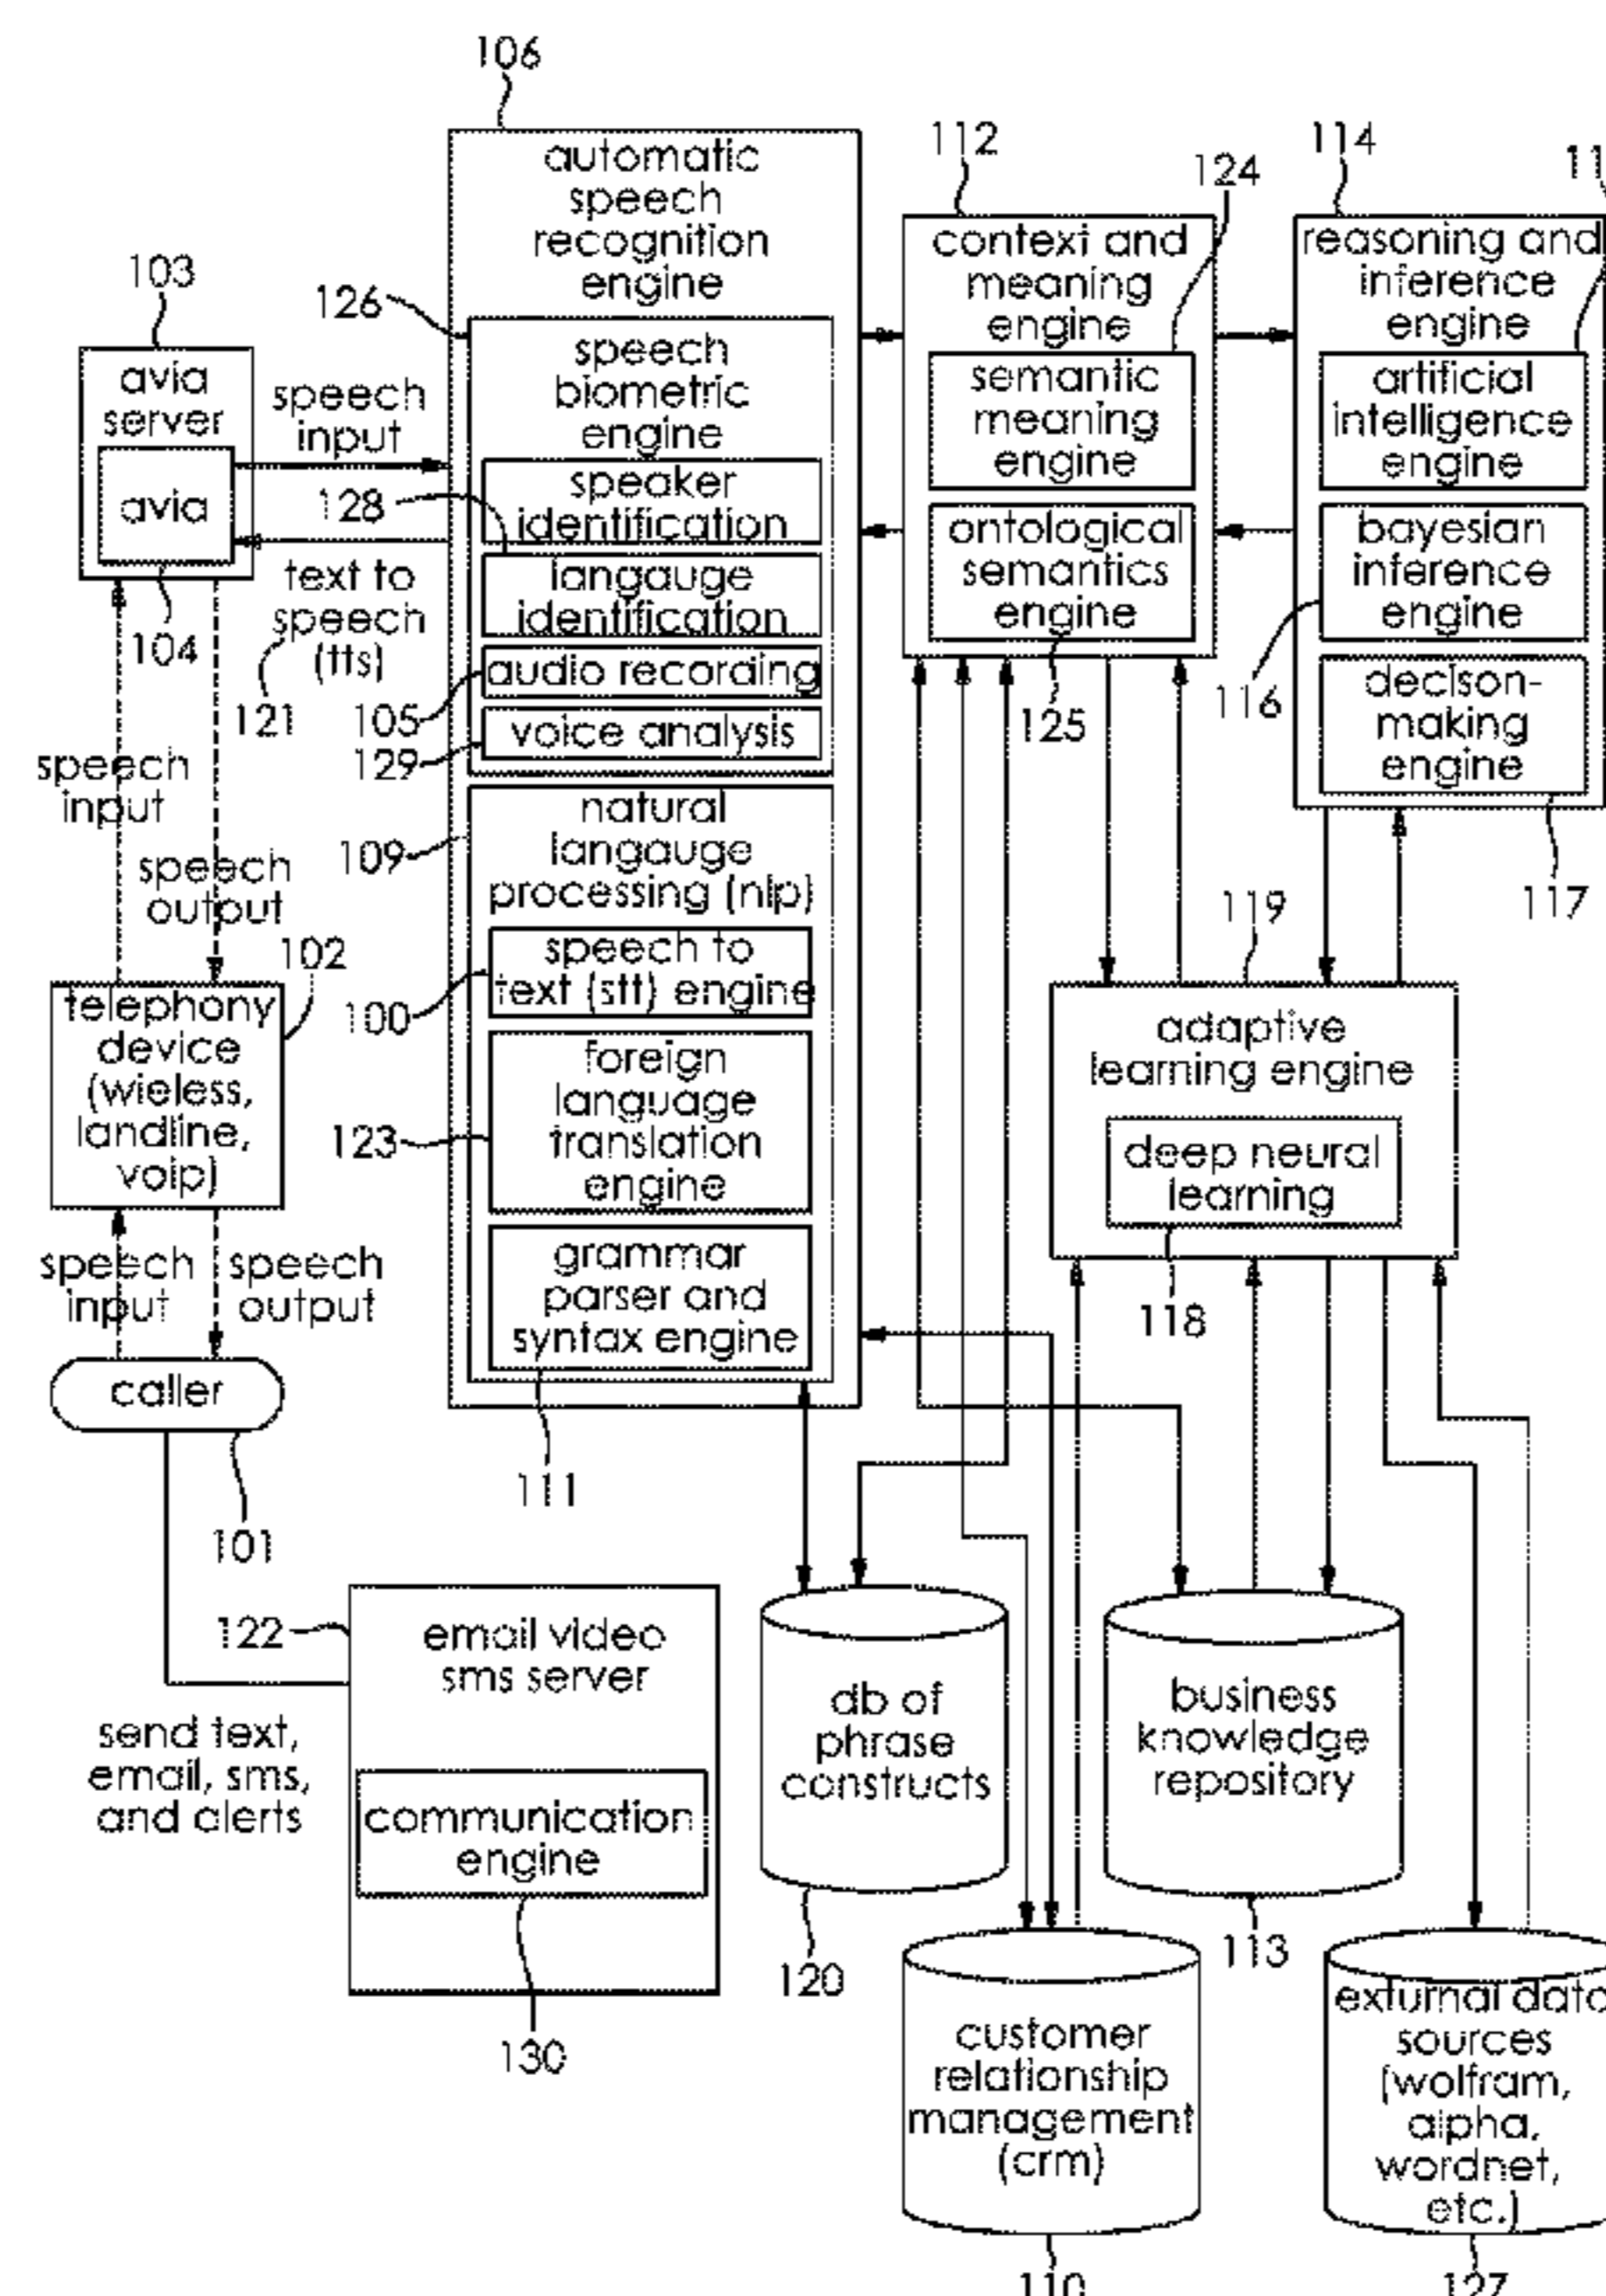 106
automatic
speech
recognition
engine
126
speech
biometric
engine
speaker
identification
128
langauge
identification
audio recording
105
voice analysis
129
natural
langauge
processing (nlp)
109
speech to
text (stt) engine
100
foreign
language
translation
engine
123
grammar
parser and
syntax engine
111
103
avia
server
avia
104
speech
input
text to
speech
(tts)
121
speech
input
speech
output
102
telephony
device
(wieless,
landline,
voip)
speech
input
speech
output
caller
101
122
email video
sms server
send text,
email, sms,
and alerts
communication
engine
130
112
context and
meaning
engine
124
semantic
meaning
engine
ontological
semantics
engine
125
114
11
reasoning and
inference
engine
artificial
intelligence
engine
bayesian
inference
engine
116
decison-
making
engine
117
119
adaptive
learning engine
deep neural
learning
118
db of
phrase
constructs
120
business
knowledge
repository
113
customer
relationship
management
(crm)
110
exturnal data
sources
(wolfram,
alpha,
wordnet,
etc.)
127